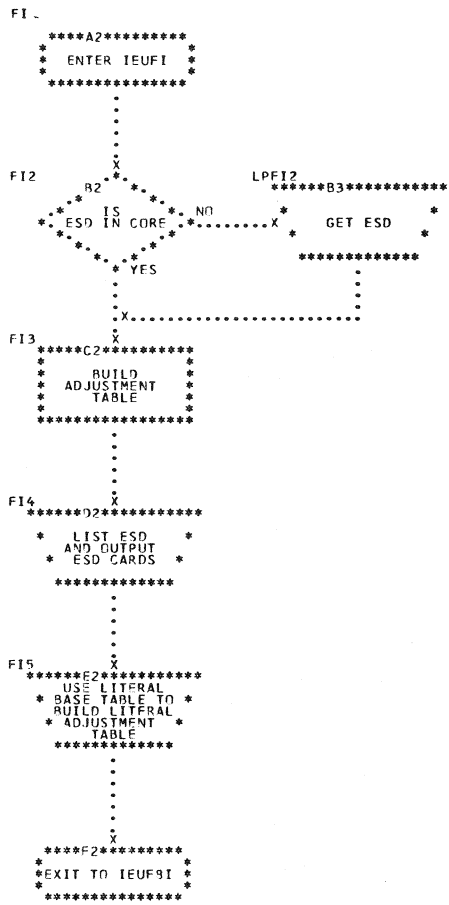 FI
A2
ENTER IEUFI
FI2
B2
IS
ESD IN CORE
NO
YES
LPFI2
B3
GET ESD
FI3
C2
BUILD
ADJUSTMENT
TABLE
FI4
D2
LIST ESD
AND OUTPUT
ESD CARDS
FI5
E2
USE LITERAL
BASE TABLE TO
BUILD LITERAL
ADJUSTMENT
TABLE
F2
EXIT TO IEUF8I